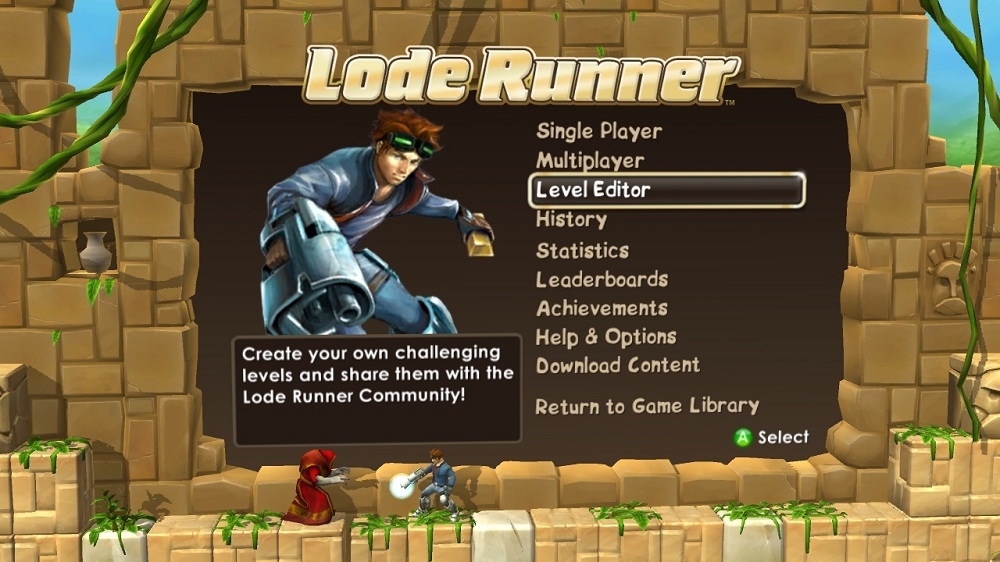 Lode Runner™
Single Player
Multiplayer
Level Editor
History
Statistics
Leaderboards
Achievements
Help & Options
Download Content
Return to Game Library
Create your own challenging
levels and share them with the
Lode Runner Community!
A Select